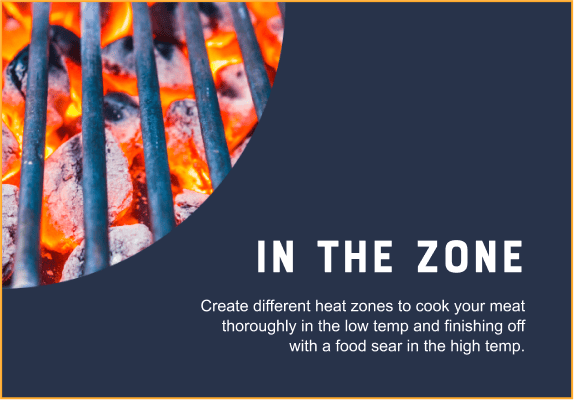 IN THE ZONE
Create different heat zones to cook your meat
thoroughly in the low temp and finishing off
with a food sear in the high temp.